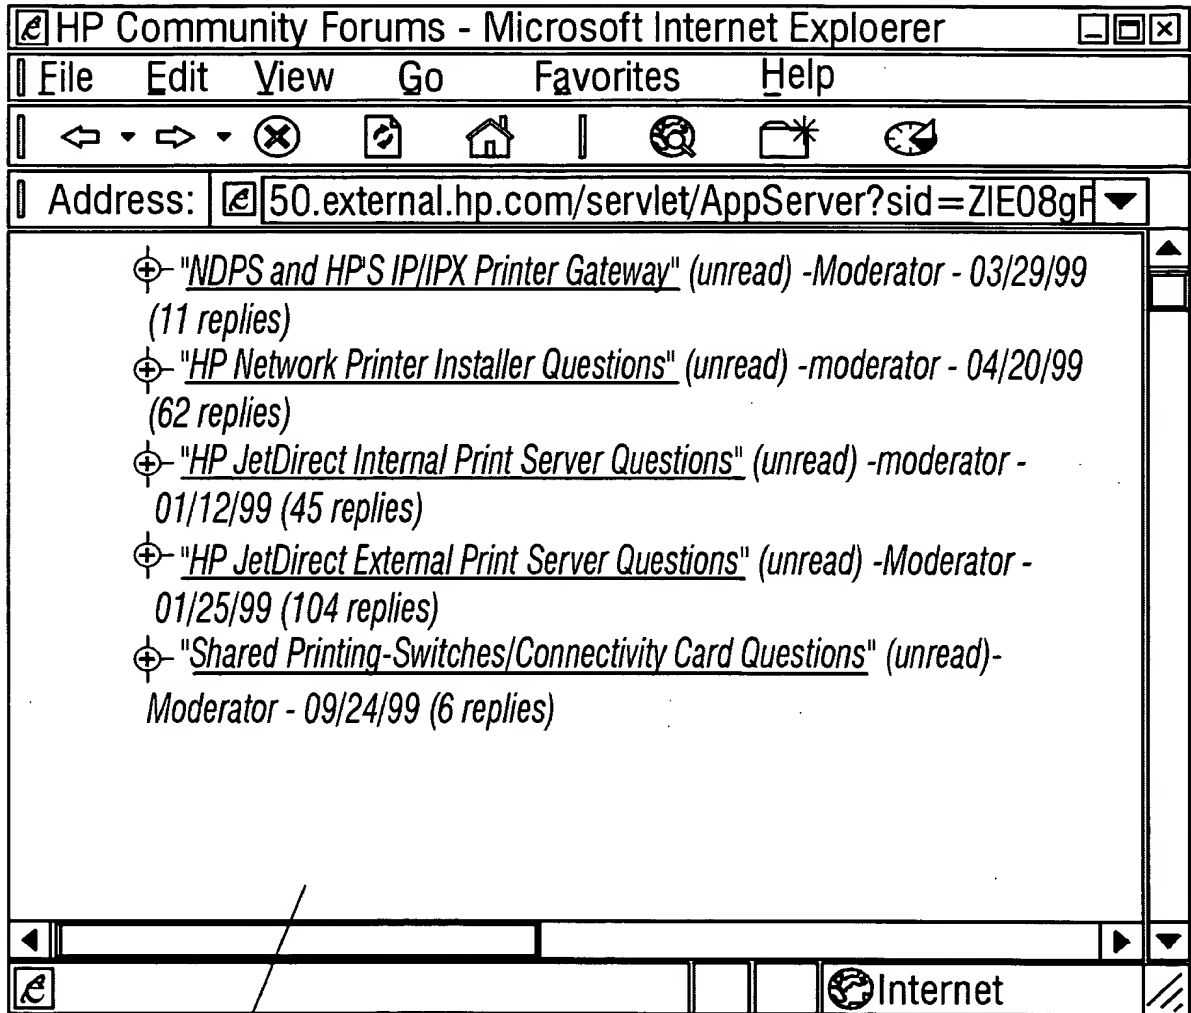 HP Community Forums - Microsoft Internet Exploerer
File Edit View Go Favorites Help
Address: 50.external.hp.com/servlet/AppServer?sid=ZIE08gF
"NDPS and HP'S IP/IPX Printer Gateway" (unread) -Moderator - 03/29/99
(11 replies)
"HP Network Printer Installer Questions" (unread) -moderator - 04/20/99
(62 replies)
"HP JetDirect Internal Print Server Questions" (unread) -moderator -
01/12/99 (45 replies)
"HP JetDirect External Print Server Questions" (unread) -Moderator -
01/25/99 (104 replies)
"Shared Printing-Switches/Connectivity Card Questions" (unread)-
Moderator - 09/24/99 (6 replies)
Internet